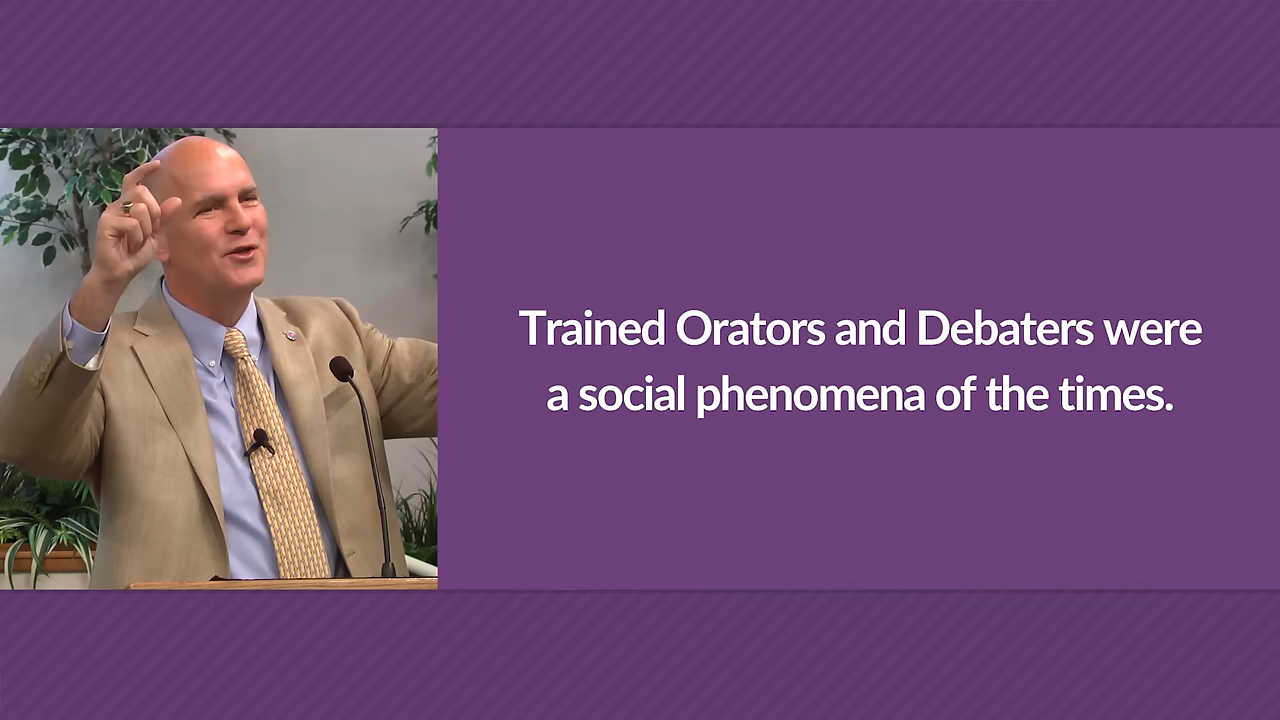 Trained Orators and Debaters were
a social phenomena of the times.